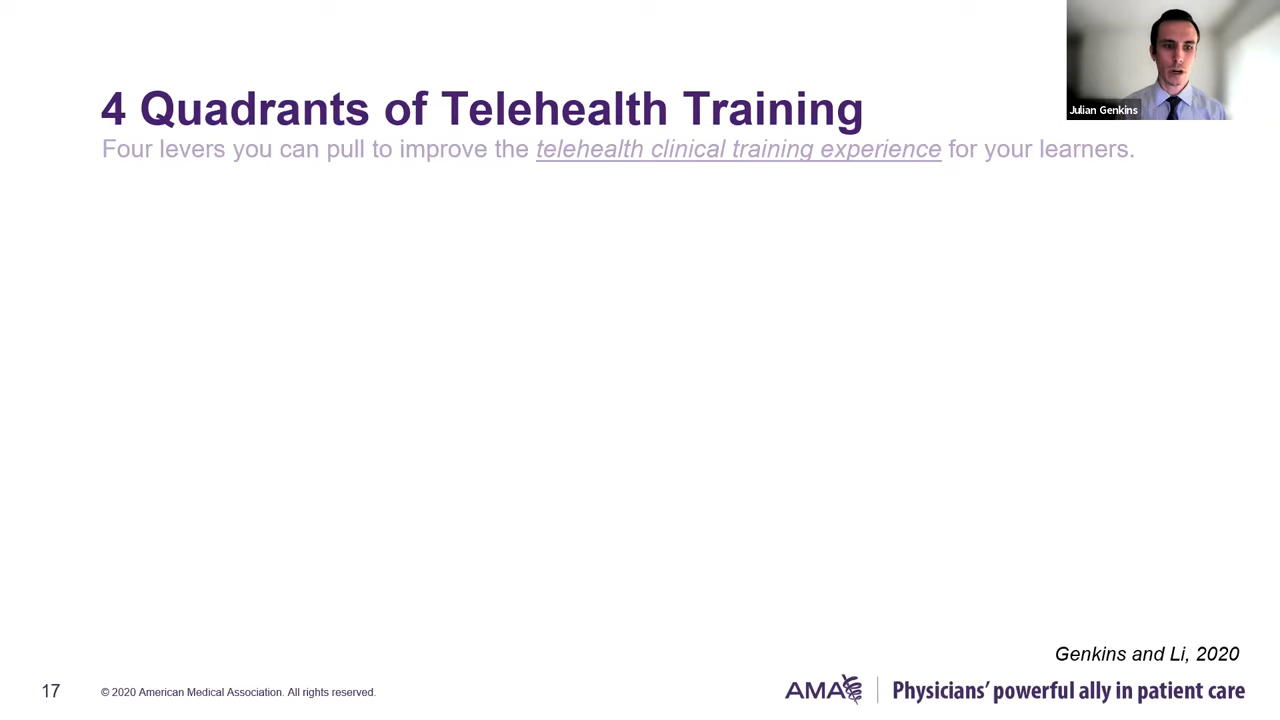 Julian Genkins
4 Quadrants of Telehealth Training
Four levers you can pull to improve the telehealth clinical training experience for your learners.
Genkins and Li, 2020
17
© 2020 American Medical Association. All rights reserved.
AMA
Physicians’ powerful ally in patient care